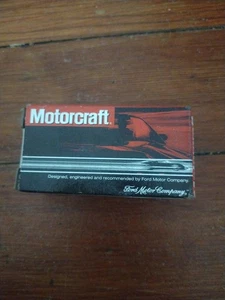 Motorcraft
Designed, engineered and recommended by Ford Motor Company
Ford Motor Company,